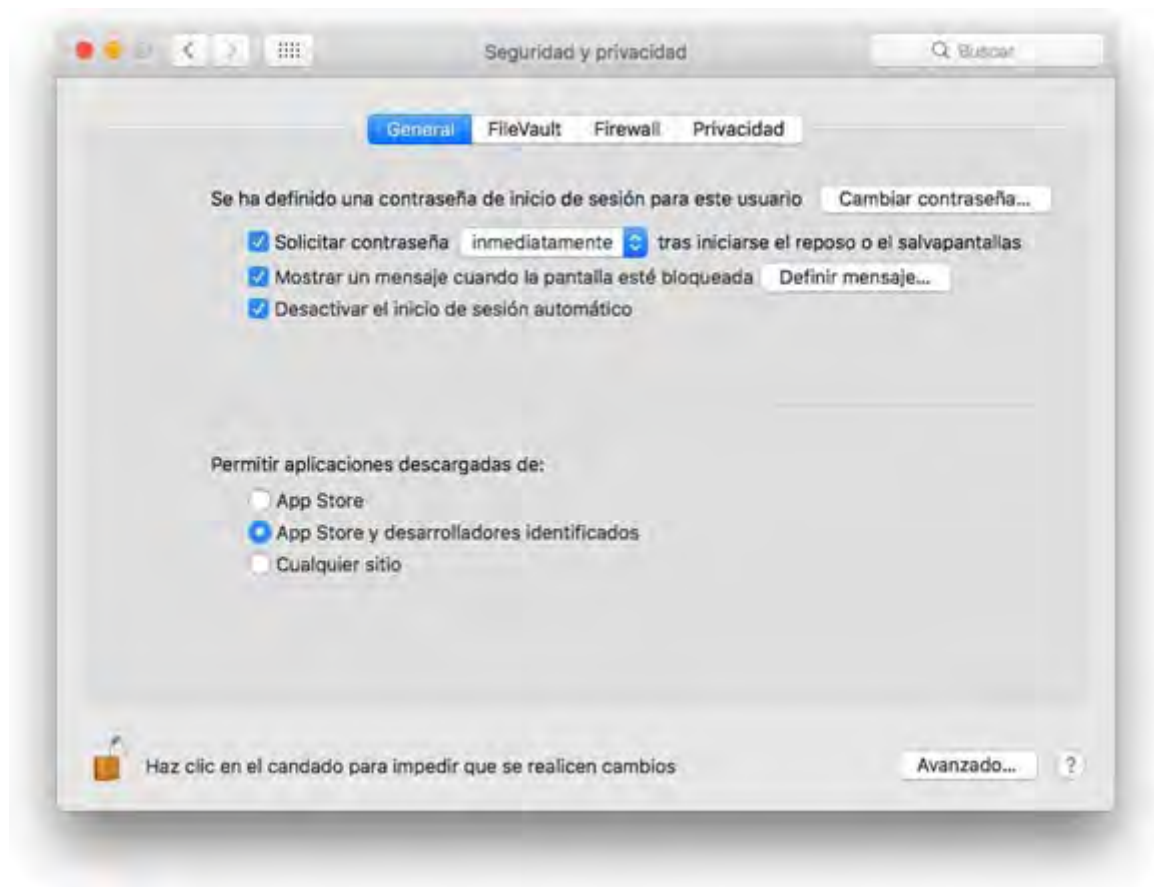 Seguridad y privacidad
Buscar
General FileVault Firewall Privacidad
Se ha definido una contraseña de inicio de sesión para este usuario Cambiar contraseña...
Solicitar contraseña inmediatamente tras iniciarse el reposo o el salvapantallas
Mostrar un mensaje cuando la pantalla esté bloqueada Definir mensaje...
Desactivar el inicio de sesión automático
Permitir aplicaciones descargadas de:
App Store
App Store y desarrolladores identificados
Cualquier sitio
Haz clic en el candado para impedir que se realicen cambios Avanzado... ?